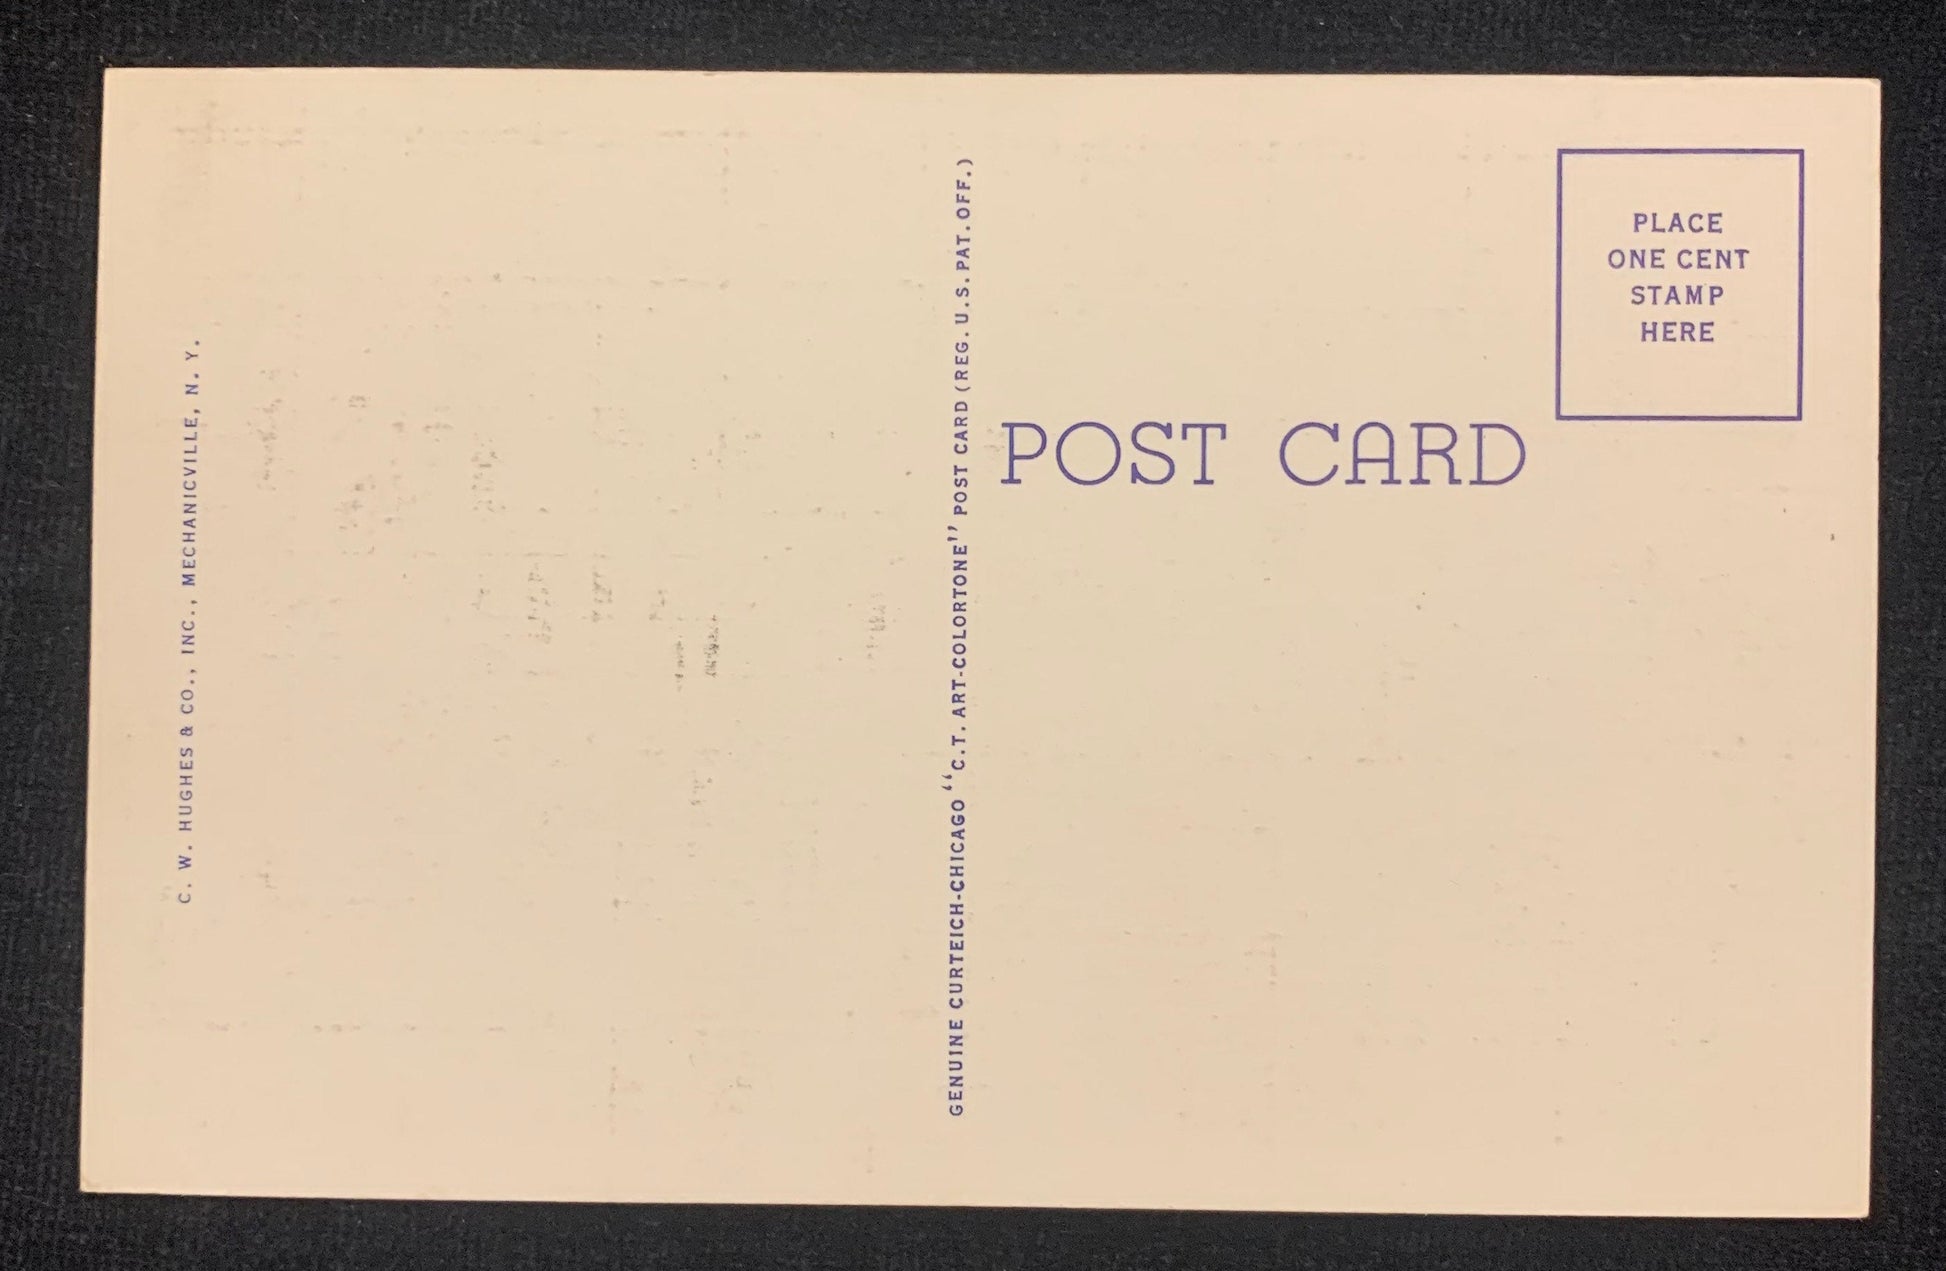 C. W. HUGHES & CO., INC., MECHANICVILLE, N. Y.
GENUINE CURTEICH-CHICAGO "C.T. ART-COLORTONE" POST CARD (REG. U.S. PAT. OFF.)
POST CARD
PLACE
ONE CENT
STAMP
HERE